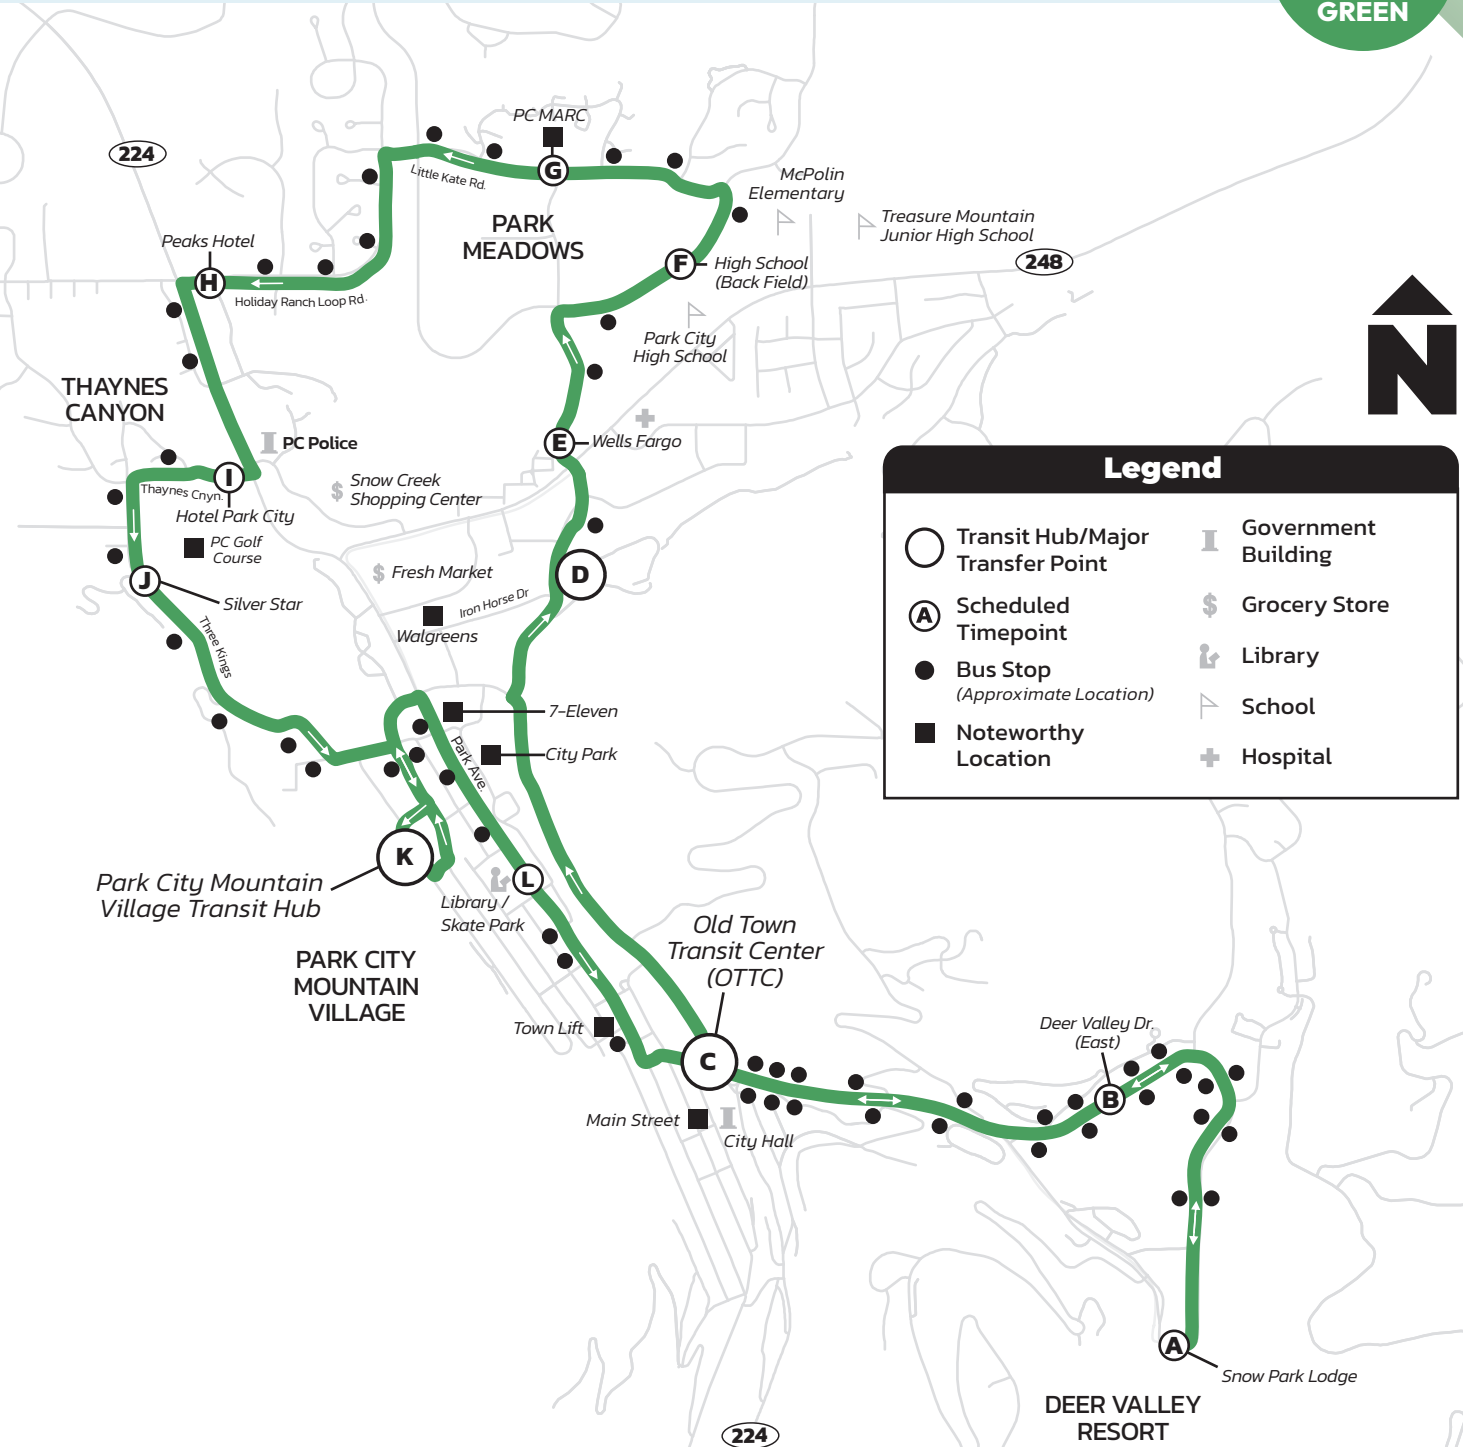 GREEN
PC MARC
224
G
Little Kate Rd.
McPolin
Elementary
PARK
MEADOWS
Treasure Mountain
Junior High School
Peaks Hotel
F
High School
(Back Field)
248
H
Holiday Ranch Loop Rd.
N
Park City
High School
THAYNES
CANYON
PC Police
E
Wells Fargo
I
Thaynes Cnyn.
Snow Creek
Shopping Center
Hotel Park City
PC Golf
Course
Legend
Transit Hub/Major
Transfer Point
A
Scheduled
Timepoint
Bus Stop
(Approximate Location)
Noteworthy
Location
Government
Building
$
Grocery Store
Library
School
Hospital
$
$
Fresh Market
D
J
Silver Star
Iron Horse Dr
Walgreens
Three Kings
7-Eleven
Park Ave.
City Park
K
Park City Mountain
Village Transit Hub
L
Library /
Skate Park
PARK CITY
MOUNTAIN
VILLAGE
Old Town
Transit Center
(OTTC)
Town Lift
C
Deer Valley Dr.
(East)
B
Main Street
City Hall
A
Snow Park Lodge
DEER VALLEY
RESORT
224